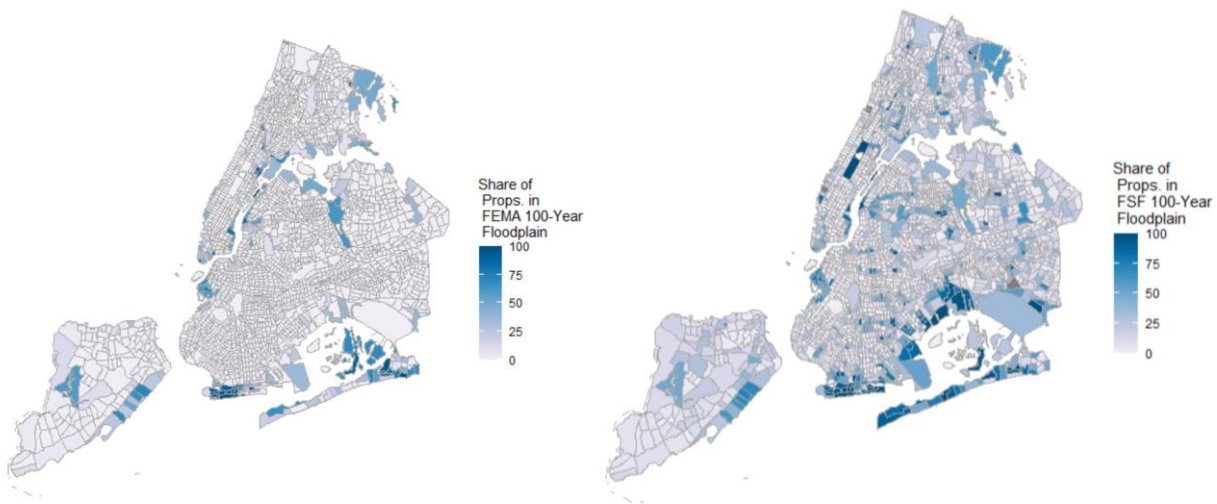 Share of
Props. in
FEMA 100-Year
Floodplain
100
75
50
25
0
Share of
Props. in
FSF 100-Year
Floodplain
100
75
50
25
0